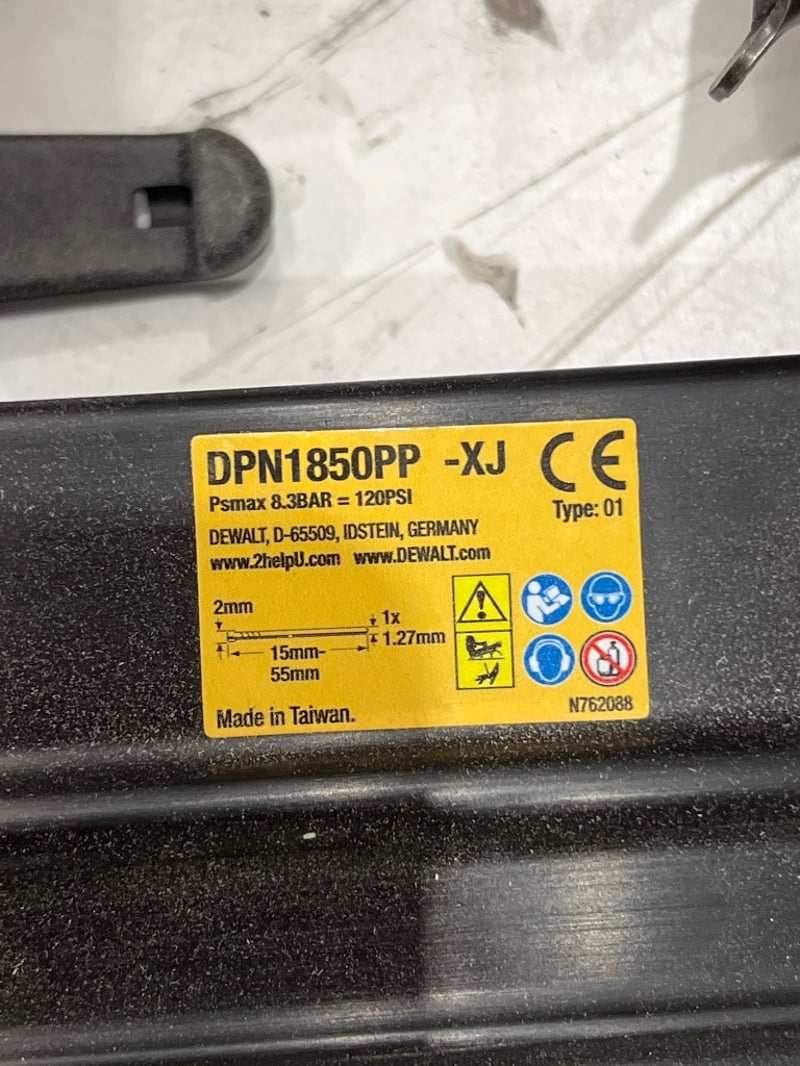 DPN1850PP -XJ CE
Psmax 8.3BAR = 120PSI
Type: 01
DEWALT, D-65509, IDSTEIN, GERMANY
www.2helpU.com www.DEWALT.com
2mm
1x
1.27mm
15mm-
55mm
Made in Taiwan.
N762088